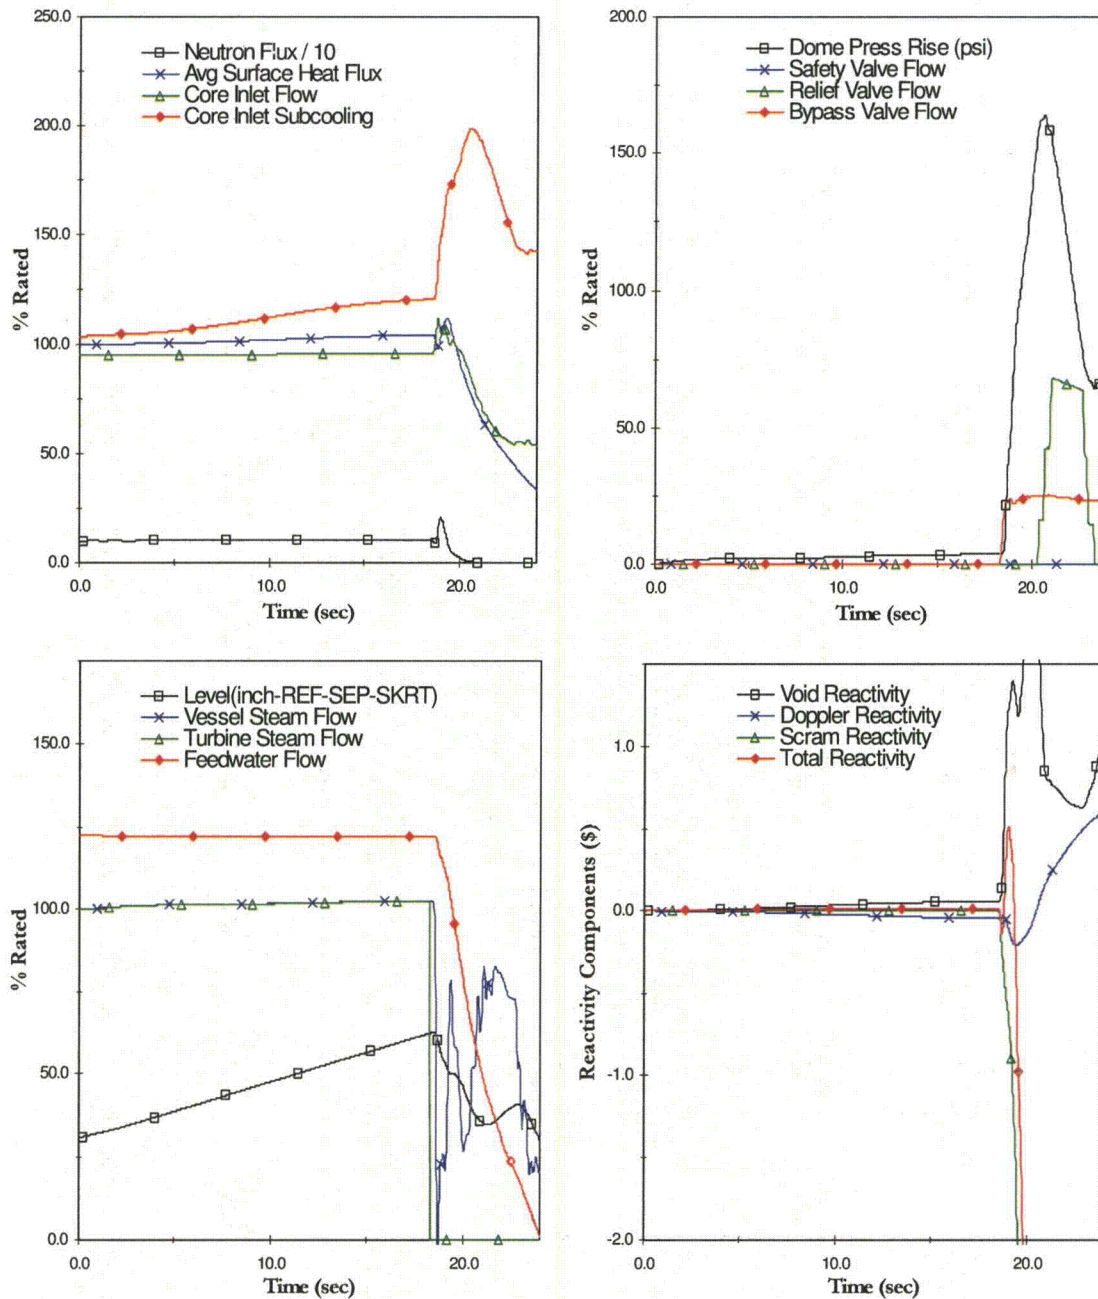 250.0
200.0
150.0
100.0
50.0
0.0
% Rated
Neutron Flux / 10
Avg Surface Heat Flux
Core Inlet Flow
Core Inlet Subcooling
0.0 10.0 20.0
Time (sec)
200.0
150.0
100.0
50.0
0.0
% Rated
Dome Press Rise (psi)
Safety Valve Flow
Relief Valve Flow
Bypass Valve Flow
0.0 10.0 20.0
Time (sec)
150.0
100.0
50.0
0.0
% Rated
Level(inch-REF-SEP-SKRT)
Vessel Steam Flow
Turbine Steam Flow
Feedwater Flow
0.0 10.0 20.0
Time (sec)
1.0
0.0
-1.0
-2.0
Reactivity Components ($)
Void Reactivity
Doppler Reactivity
Scram Reactivity
Total Reactivity
0.0 10.0 20.0
Time (sec)